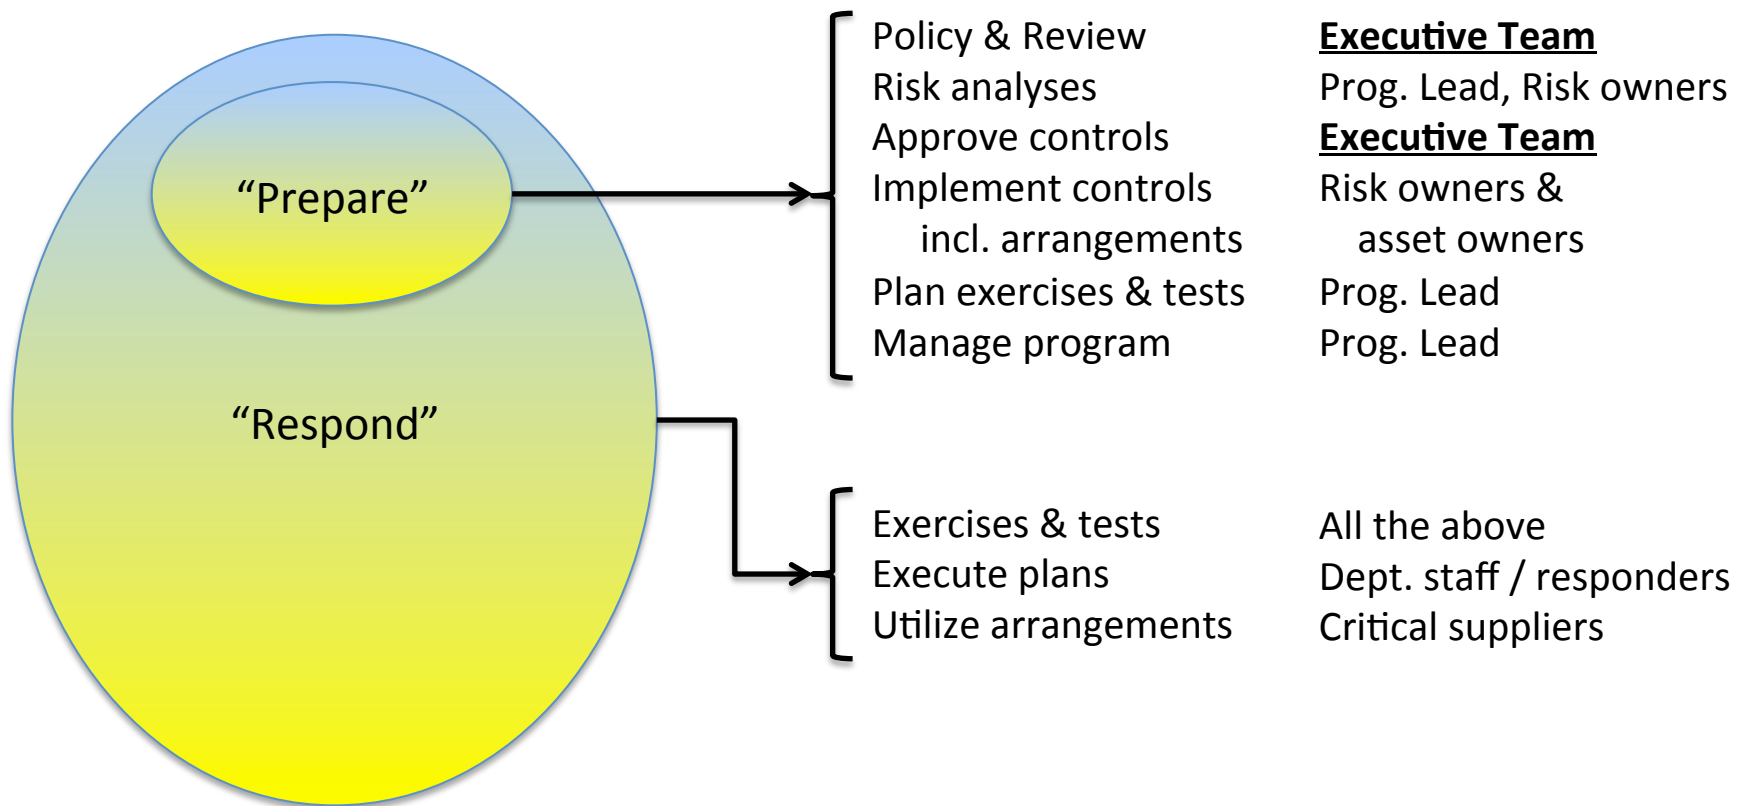 “Prepare”
“Respond”
Policy & Review Executive Team
Risk analyses Prog. Lead, Risk owners
Approve controls Executive Team
Implement controls Risk owners &
incl. arrangements asset owners
Plan exercises & tests Prog. Lead
Manage program Prog. Lead
Exercises & tests All the above
Execute plans Dept. staff / responders
Utilize arrangements Critical suppliers